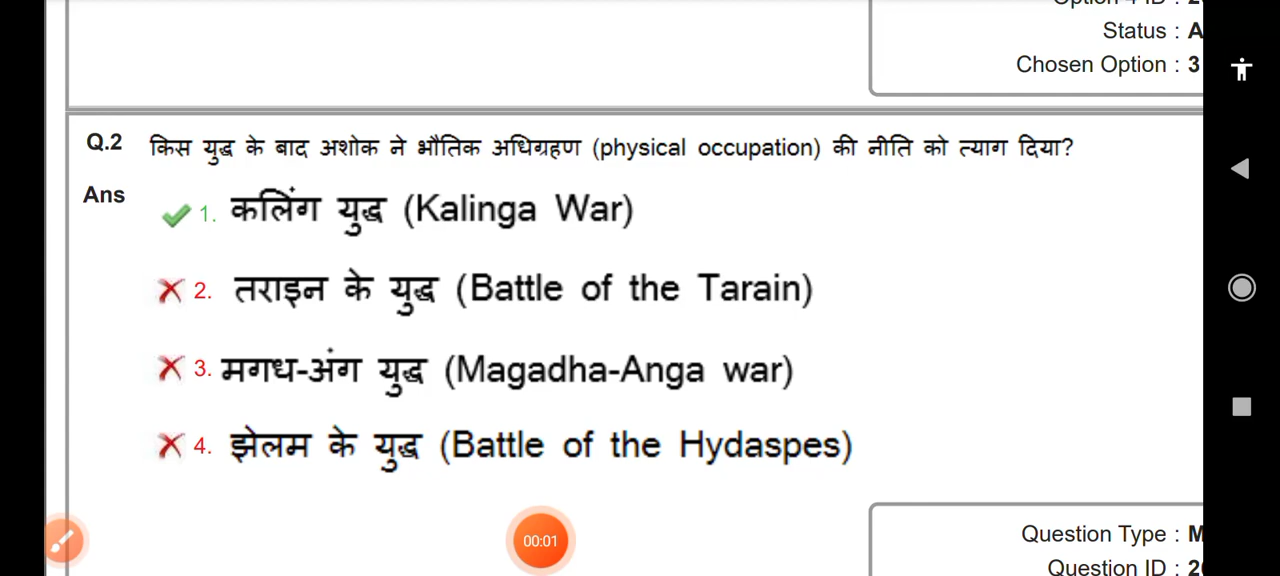 Status : A
Chosen Option : 3
Q.2 किस युद्ध के बाद अशोक ने भौतिक अधिग्रहण (physical occupation) की नीति को त्याग दिया?
Ans
1. कलिंग युद्ध (Kalinga War)
2. तराइन के युद्ध (Battle of the Tarain)
3. मगध-अंग युद्ध (Magadha-Anga war)
4. झेलम के युद्ध (Battle of the Hydaspes)
00:01
Question Type : M
Question ID : 2